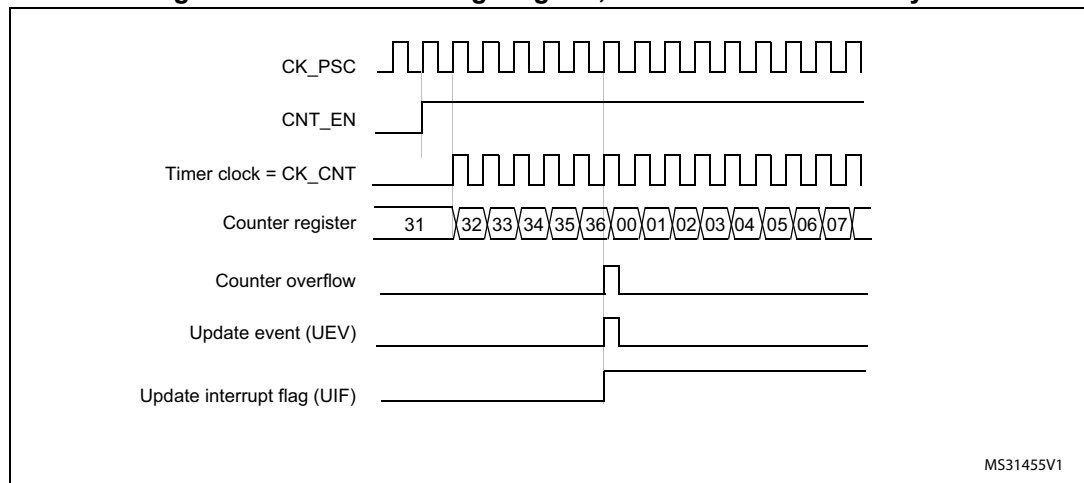 CK_PSC
CNT_EN
Timer clock = CK_CNT
Counter register 31 32 33 34 35 36 00 01 02 03 04 05 06 07
Counter overflow
Update event (UEV)
Update interrupt flag (UIF)
MS31455V1